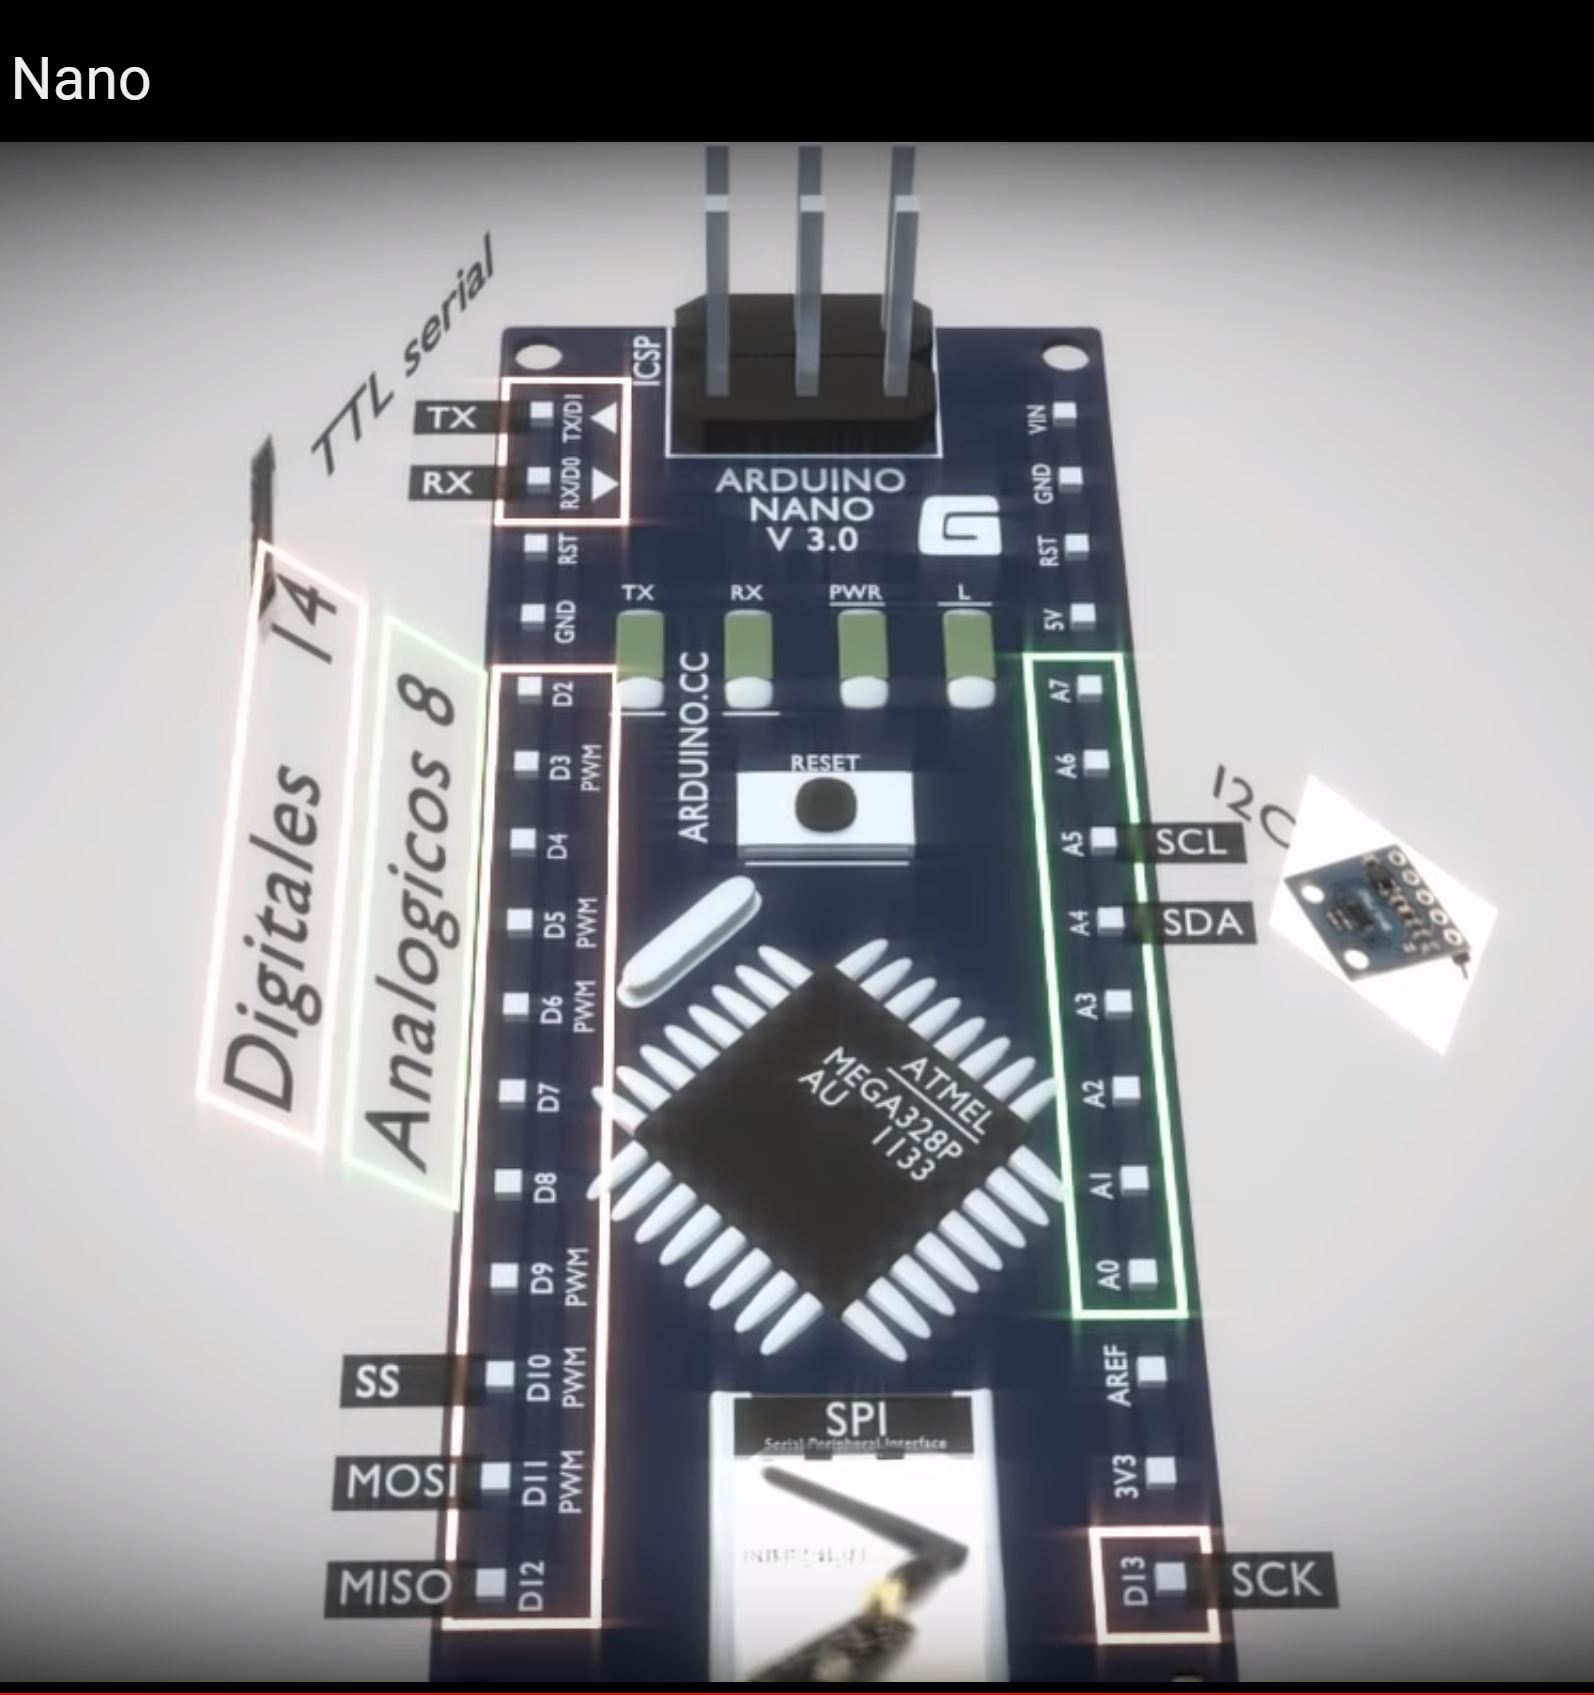 Nano
TTL serial
ICSP
TX
TX/D1
RX
RX/D0
RST
GND
ARDUINO
NANO
V 3.0
G
VIN
GND
RST
5V
TX
RX
PWR
L
ARDUINO.CC
RESET
Digitales 14
Analogicos 8
D2
D3 PWM
D4
D5 PWM
D6 PWM
D7
D8
D9 PWM
SS
D10 PWM
MOSI
D11 PWM
MISO
D12
A7
A6
A5
SCL
I2C
A4
SDA
A3
A2
A1
A0
AREF
3V3
D13
SCK
ATMEL
MEGA328P
AU 1133
SPI
Serial Peripheral Interface